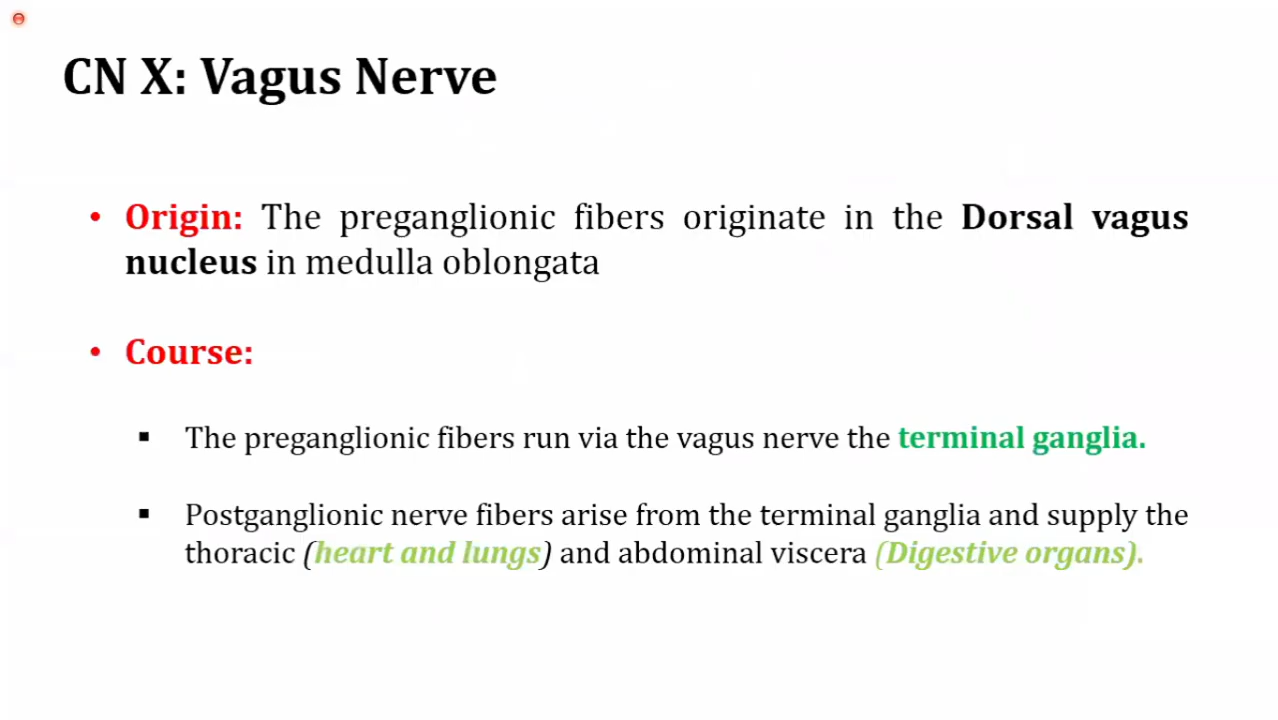 CN X: Vagus Nerve
• Origin: The preganglionic fibers originate in the Dorsal vagus
nucleus in medulla oblongata
• Course:
▪ The preganglionic fibers run via the vagus nerve the terminal ganglia.
▪ Postganglionic nerve fibers arise from the terminal ganglia and supply the
thoracic (heart and lungs) and abdominal viscera (Digestive organs).